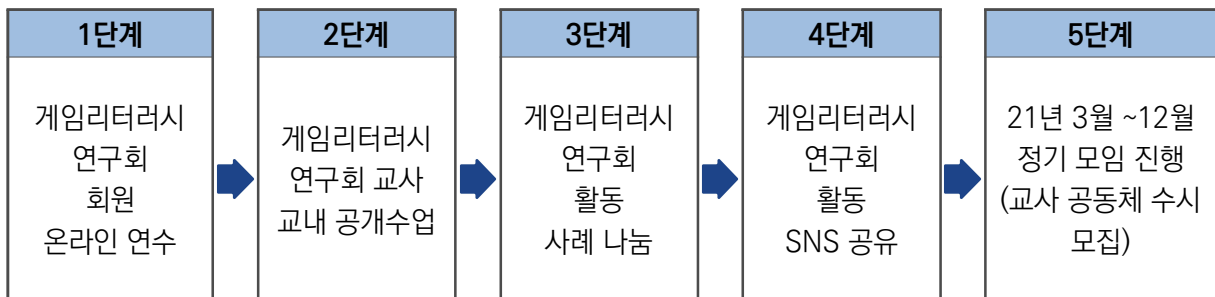 1단계
게임리터러시
연구회
회원
온라인 연수
2단계
게임리터러시
연구회 교사
교내 공개수업
3단계
게임리터러시
연구회
활동
사례 나눔
4단계
게임리터러시
연구회
활동
SNS 공유
5단계
21년 3월 ~12월
정기 모임 진행
(교사 공동체 수시
모집)